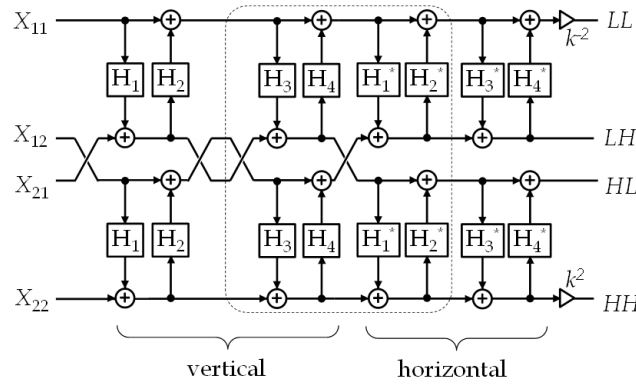 X₁₁ LL
k⁻²
H₁ H₂ H₃ H₄ H₁* H₂* H₃* H₄*
X₁₂ LH
X₂₁ HL
H₁ H₂ H₃ H₄ H₁* H₂* H₃* H₄*
k²
X₂₂ HH
vertical horizontal